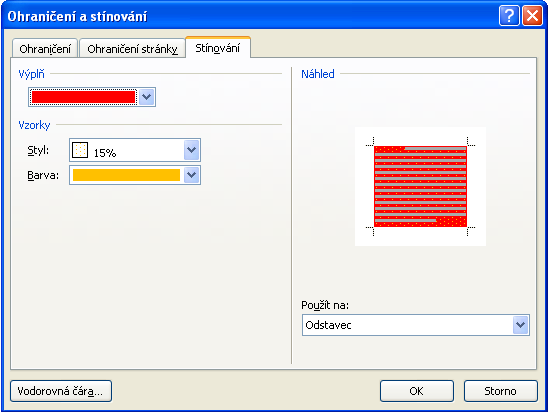 Ohraničení a stínování
Ohraničení
Ohraničení stránky
Stínování
Výplň
Vzorky
Styl:
15%
Barva:
Náhled
Použít na:
Odstavec
Vodorovná čára...
OK
Storno